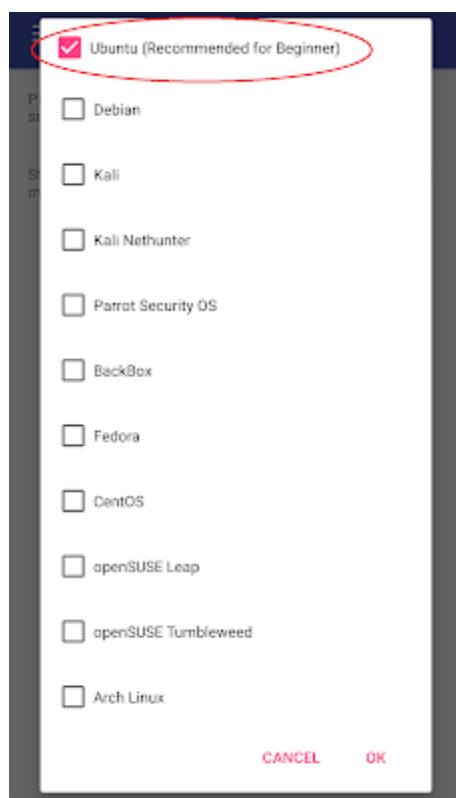 Ubuntu (Recommended for Beginner)
Debian
Kali
Kali Nethunter
Parrot Security OS
BackBox
Fedora
CentOS
openSUSE Leap
openSUSE Tumbleweed
Arch Linux
CANCEL OK